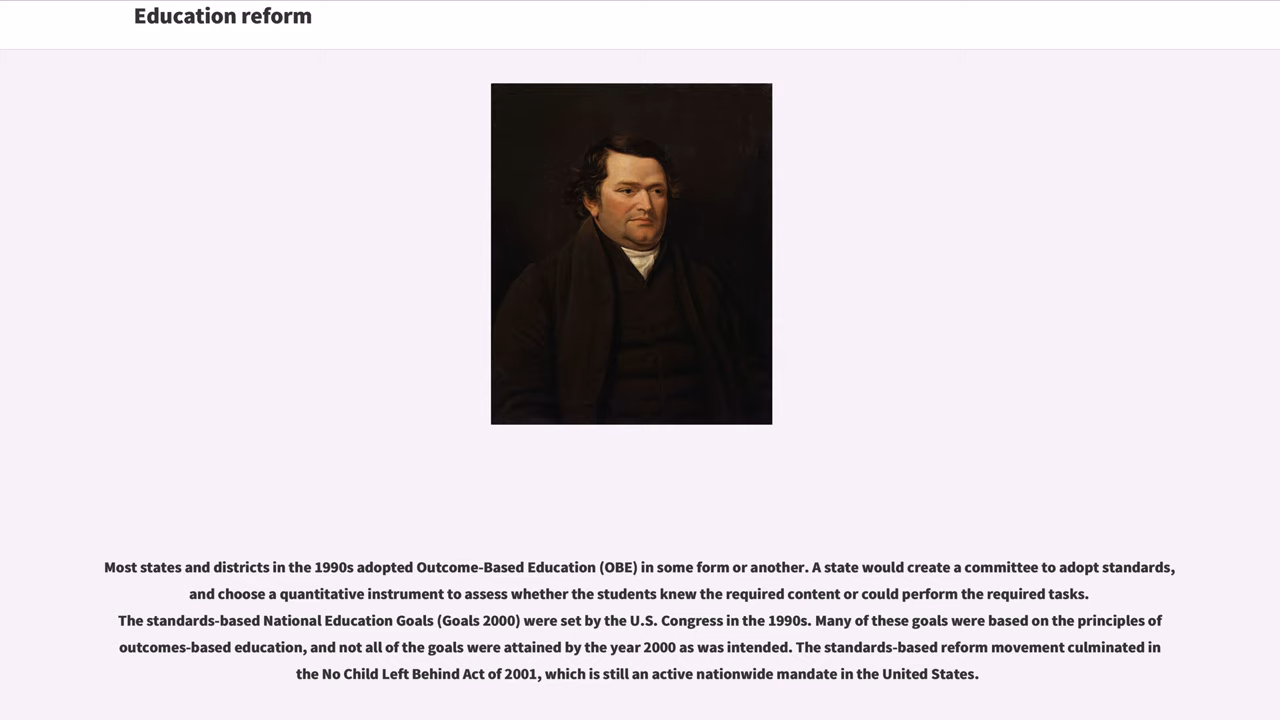 Education reform
Most states and districts in the 1990s adopted Outcome-Based Education (OBE) in some form or another. A state would create a committee to adopt standards,
and choose a quantitative instrument to assess whether the students knew the required content or could perform the required tasks.
The standards-based National Education Goals (Goals 2000) were set by the U.S. Congress in the 1990s. Many of these goals were based on the principles of
outcomes-based education, and not all of the goals were attained by the year 2000 as was intended. The standards-based reform movement culminated in
the No Child Left Behind Act of 2001, which is still an active nationwide mandate in the United States.